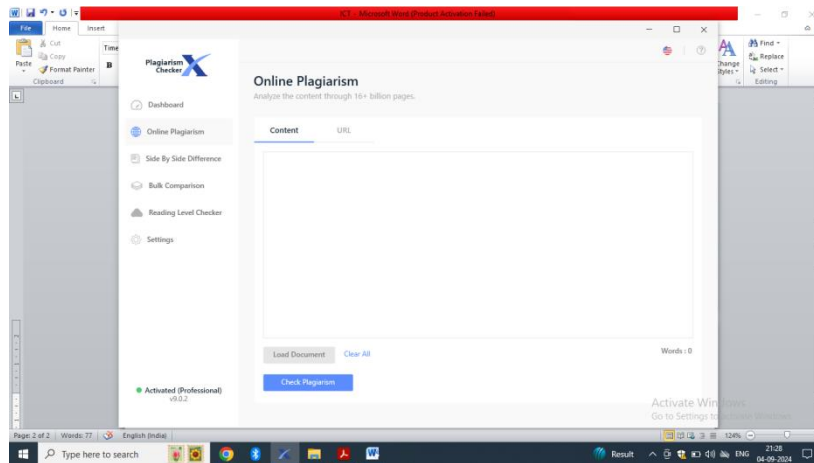 ICT - Microsoft Word (Product Activation Failed)
File Home Insert
Cut
Copy
Format Painter
Paste
Clipboard
Time
B
Change
Styles
Find
Replace
Select
Editing
Plagiarism
Checker X
Dashboard
Online Plagiarism
Side By Side Difference
Bulk Comparison
Reading Level Checker
Settings
Activated (Professional)
v9.0.2
Online Plagiarism
Analyze the content through 16+ billion pages.
Content URL
Load Document Clear All Words : 0
Check Plagiarism
Activate Windows
Go to Settings to activate Windows.
Page: 2 of 2 Words: 77 English (India) 124%
Type here to search Result ENG 21:28
04-09-2024